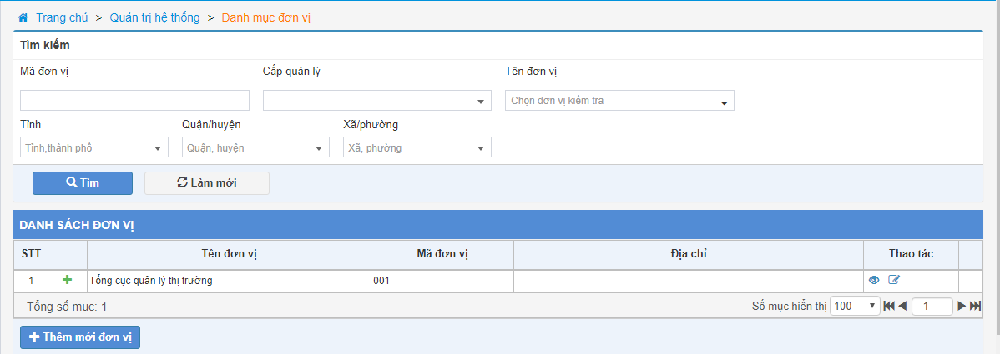 Trang chủ > Quản trị hệ thống > Danh mục đơn vị
Tìm kiếm
Mã đơn vị Cấp quản lý Tên đơn vị
Chọn đơn vị kiểm tra
Tỉnh Quận/huyện Xã/phường
Tỉnh,thành phố Quận, huyện Xã, phường
Tìm Làm mới
DANH SÁCH ĐƠN VỊ
STT Tên đơn vị Mã đơn vị Địa chỉ Thao tác
1 Tổng cục quản lý thị trường 001
Tổng số mục: 1 Số mục hiển thị 100 1
Thêm mới đơn vị